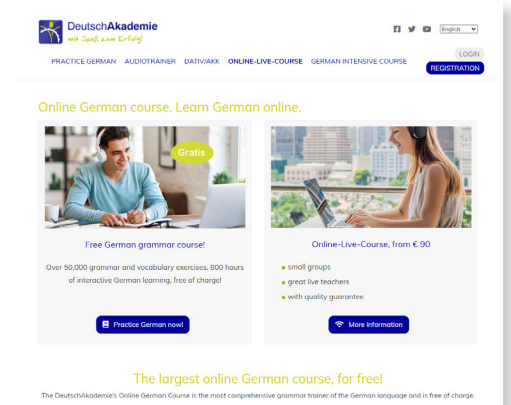 DeutschAkademie
mit Spaß zum Erfolg!
English
LOGIN
PRACTICE GERMAN AUDIOTRAINER DATIV/AKK ONLINE-LIVE-COURSE GERMAN INTENSIVE COURSE
REGISTRATION
Online German course. Learn German online.
Gratis
Free German grammar course!
Over 50,000 grammar and vocabulary exercises, 800 hours
of interactive German learning, free of charge!
Practice German now!
Online-Live-Course, from € 90
small groups
great live teachers
with quality guarantee
More information
The largest online German course, for free!
The DeutschAkademie's Online German Course is the most comprehensive grammar trainer of the German language and is free of charge.